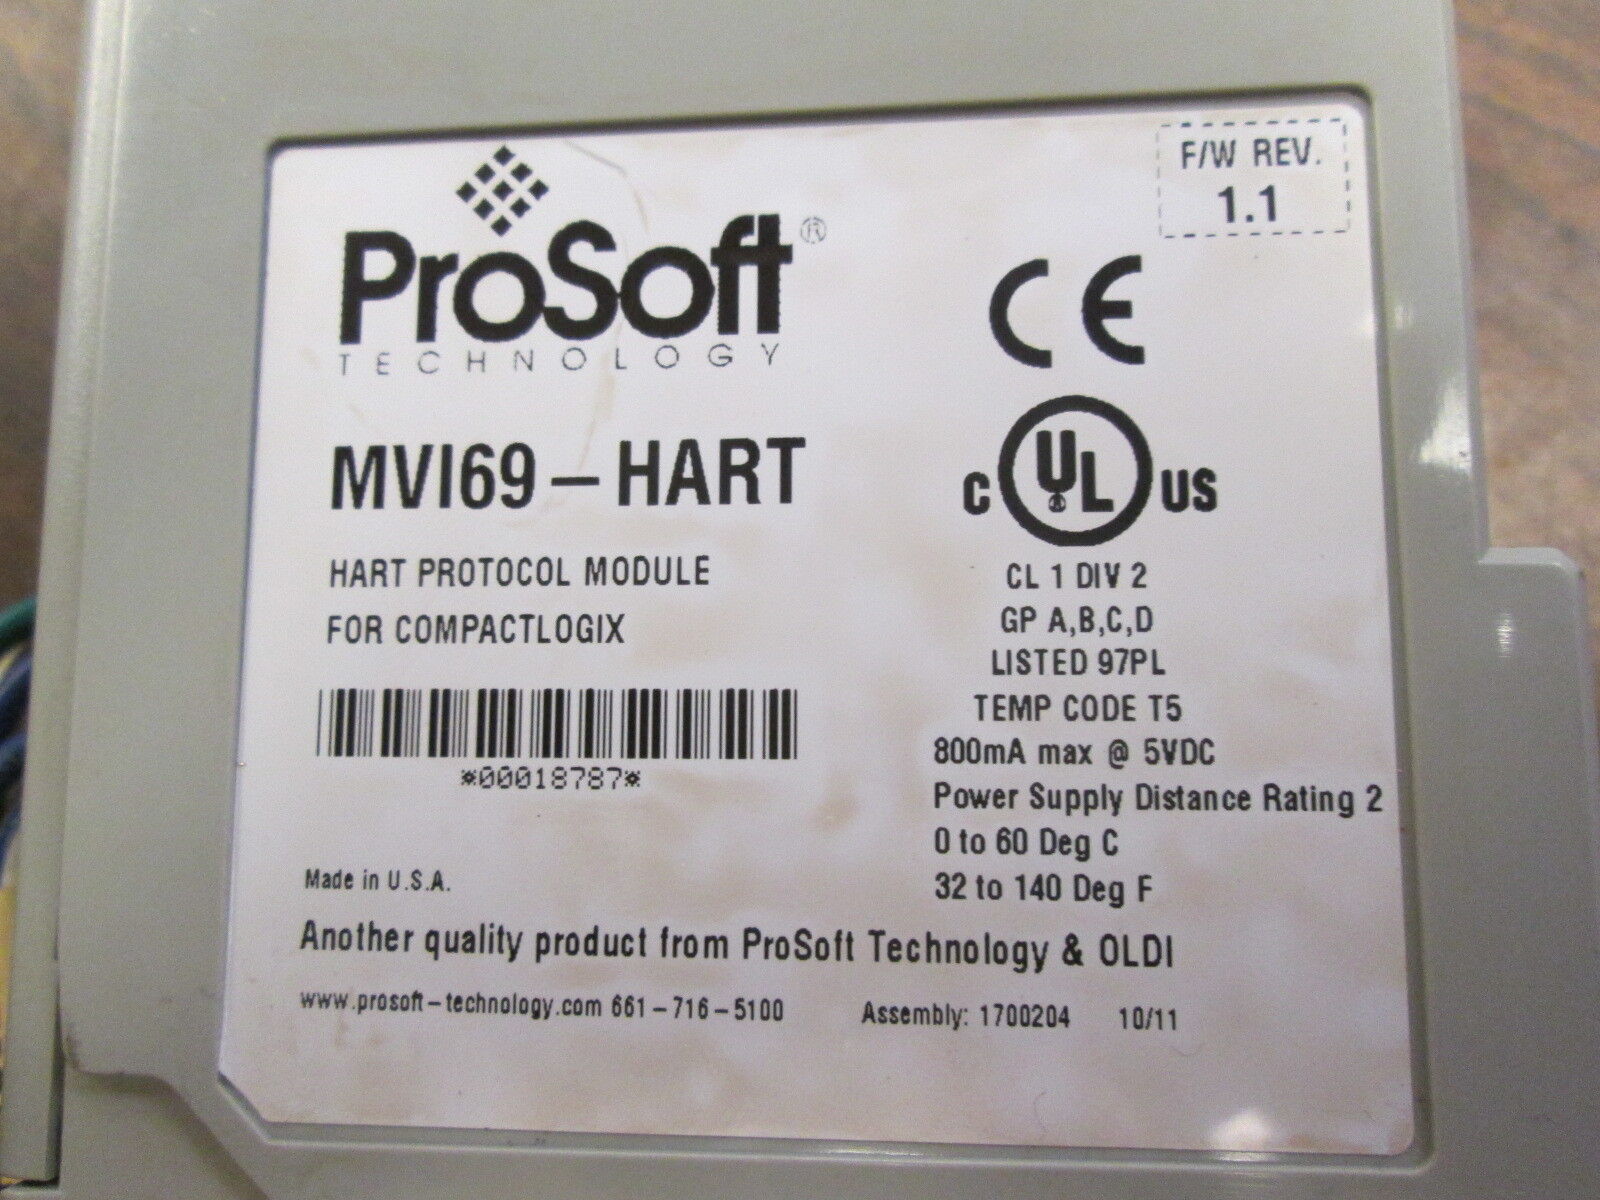 F/W REV.
1.1
ProSoft®
TECHNOLOGY
CE
MVI69-HART
C UL US
HART PROTOCOL MODULE
FOR COMPACTLOGIX
*00018787*
CL 1 DIV 2
GP A,B,C,D
LISTED 97PL
TEMP CODE T5
800mA max @ 5VDC
Power Supply Distance Rating 2
0 to 60 Deg C
32 to 140 Deg F
Made in U.S.A.
Another quality product from ProSoft Technology & OLDI
www.prosoft-technology.com 661-716-5100 Assembly: 1700204 10/11